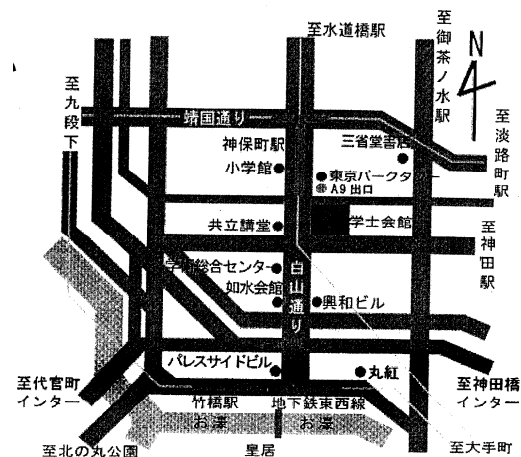 至水道橋駅
至御茶ノ水駅
N
至九段下
靖国通り
神保町駅
三省堂書店
至淡路町駅
小学館
東京パークタワー
A9出口
共立講堂
学士会館
至神田駅
学術総合センター
如水会館
白山通り
興和ビル
パレスサイドビル
丸紅
至代官町
インター
至神田橋
インター
竹橋駅
地下鉄東西線
お濠
お濠
至北の丸公園
皇居
至大手町